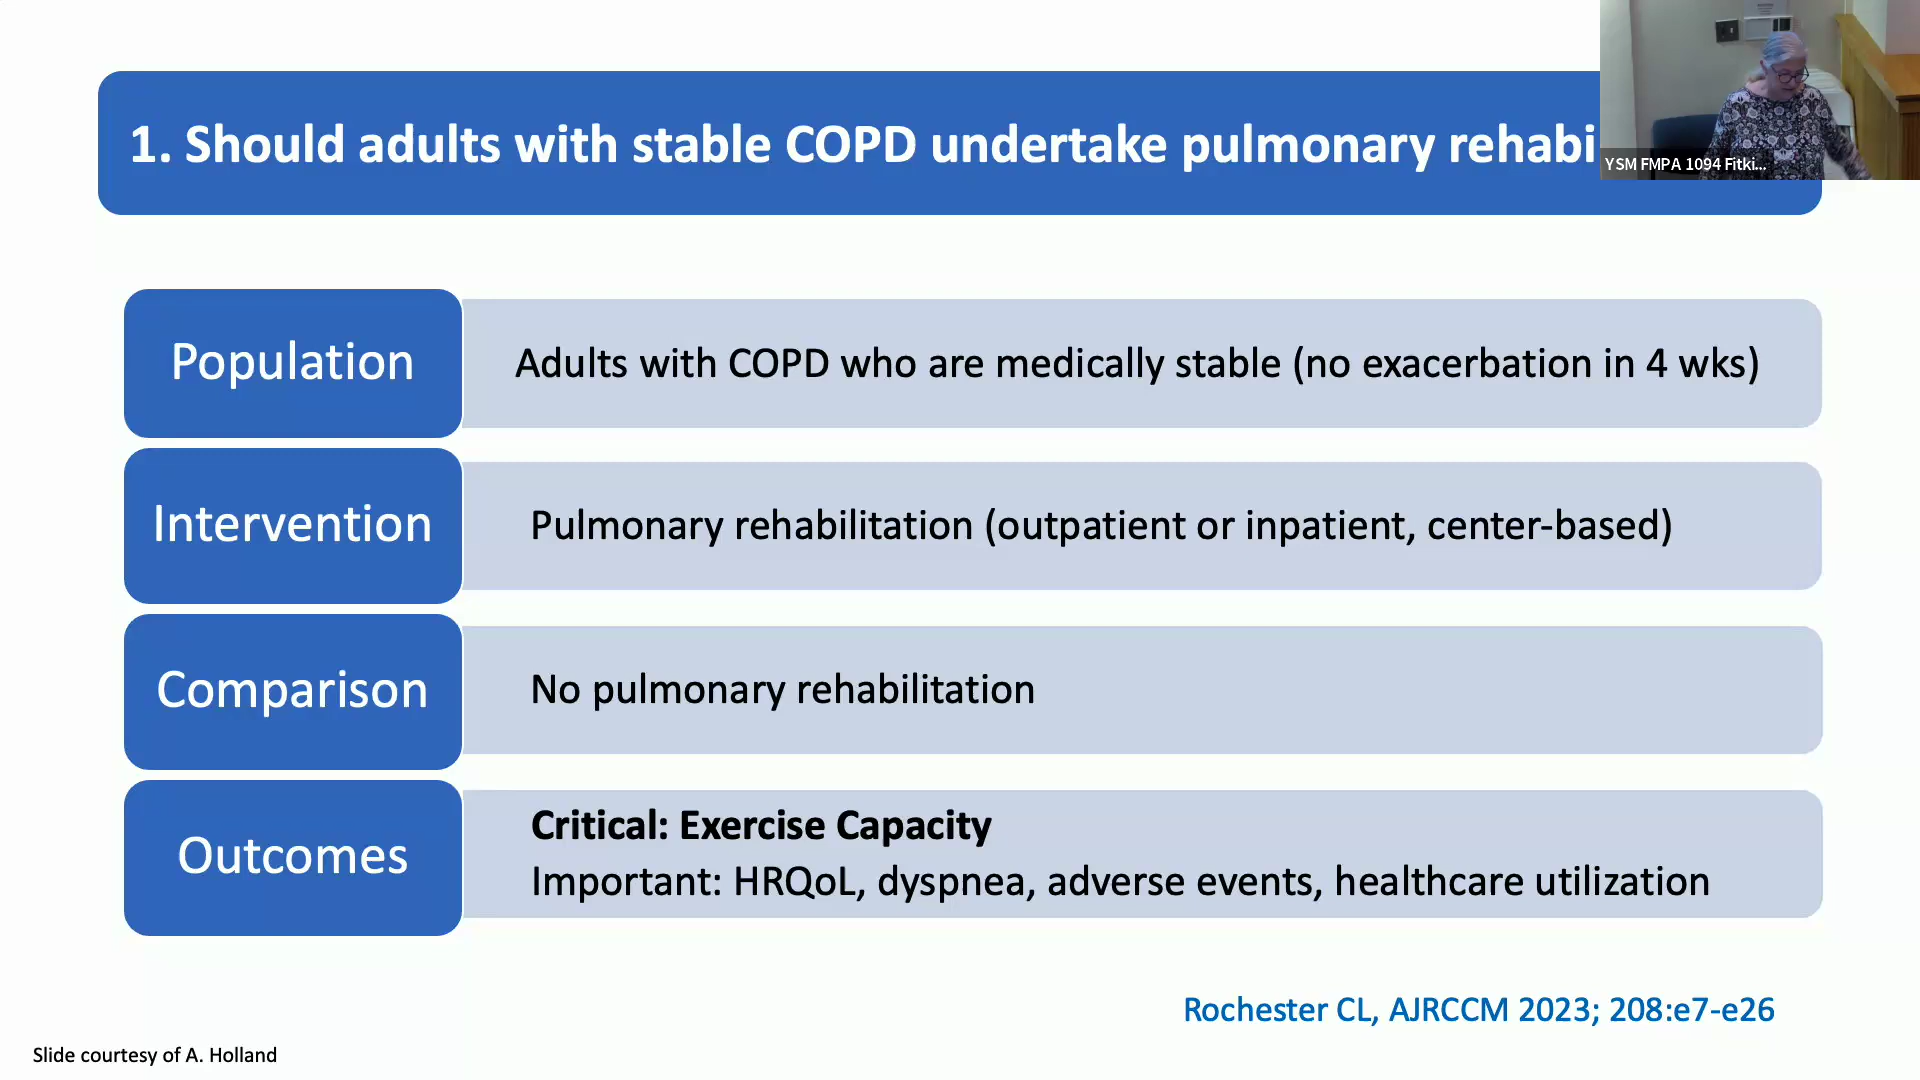 1. Should adults with stable COPD undertake pulmonary rehabi
YSM FMPA 1094 Fitki...
Population
Adults with COPD who are medically stable (no exacerbation in 4 wks)
Intervention
Pulmonary rehabilitation (outpatient or inpatient, center-based)
Comparison
No pulmonary rehabilitation
Outcomes
Critical: Exercise Capacity
Important: HRQoL, dyspnea, adverse events, healthcare utilization
Rochester CL, AJRCCM 2023; 208:e7-e26
Slide courtesy of A. Holland